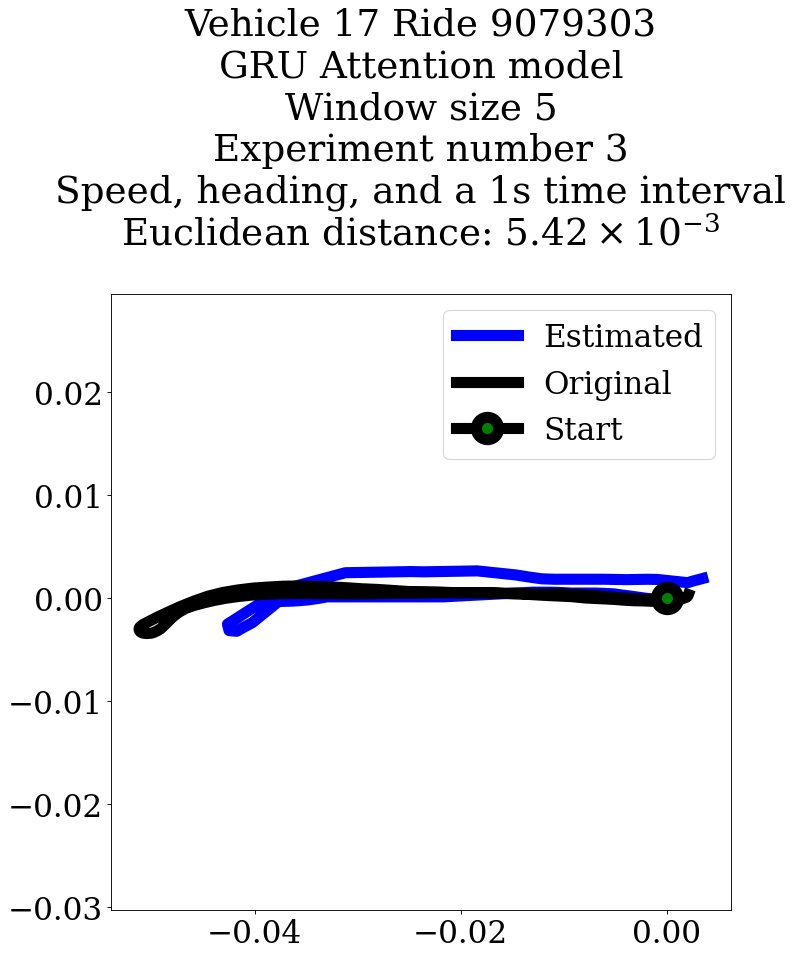 Vehicle 17 Ride 9079303
GRU Attention model
Window size 5
Experiment number 3
Speed, heading, and a 1s time interval
Euclidean distance: 5.42 × 10⁻³
Estimated
Original
Start
0.02
0.01
0.00
−0.01
−0.02
−0.03
−0.04
−0.02
0.00